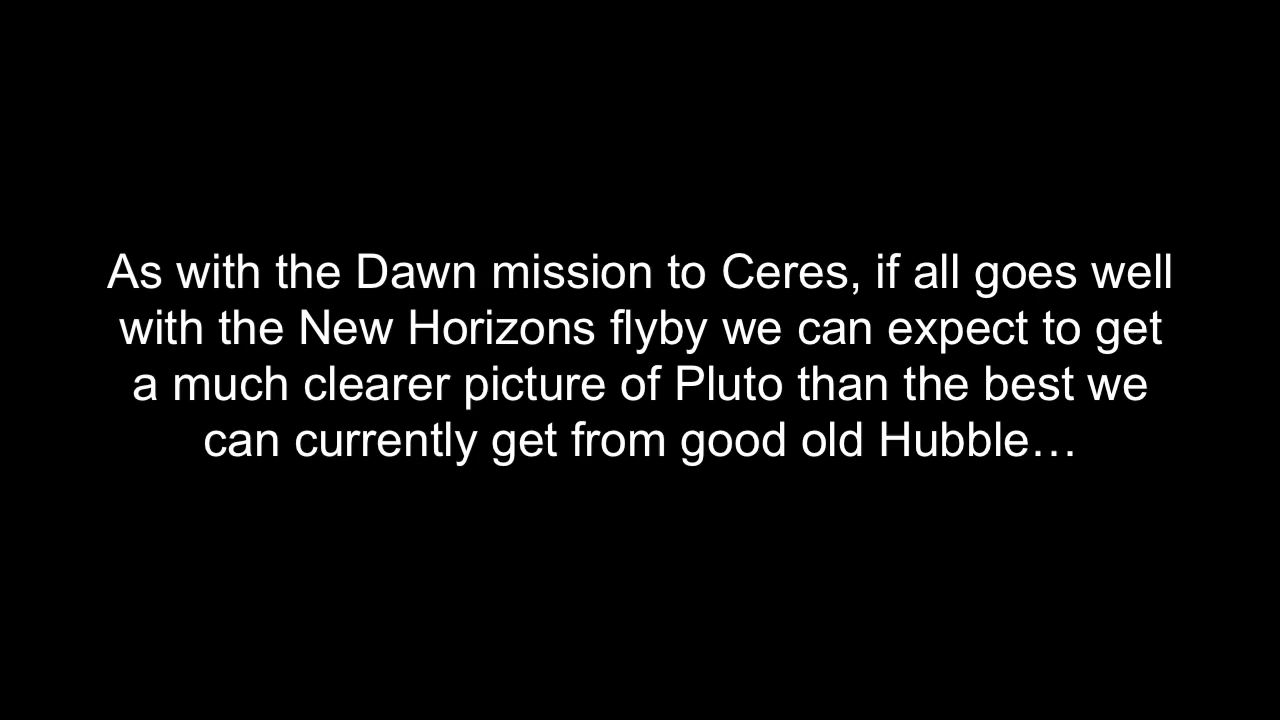 As with the Dawn mission to Ceres, if all goes well
with the New Horizons flyby we can expect to get
a much clearer picture of Pluto than the best we
can currently get from good old Hubble…